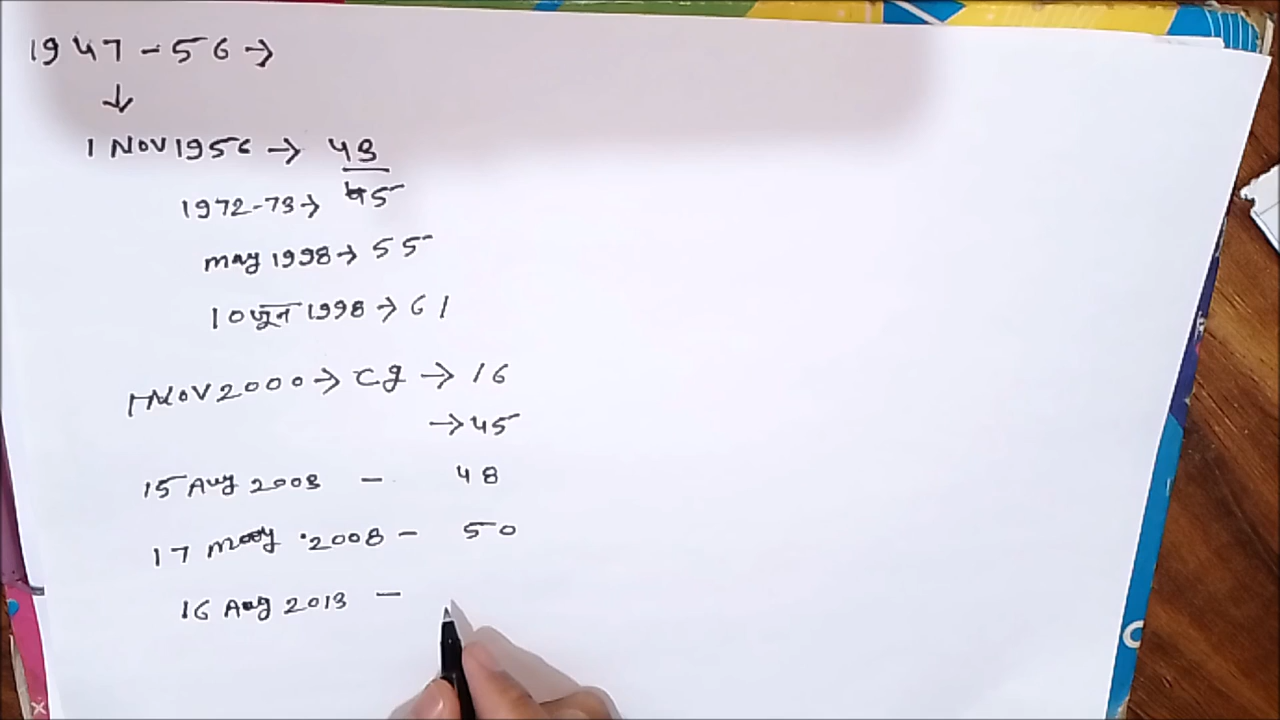 1947 - 56 →
↓
1 Nov 1956 → 43
1972-73 → 45
may 1998 → 55
10 जून 1998 → 61
1 Nov 2000 → Cg → 16
→ 45
15 Aug 2003 - 48
17 may 2008 - 50
16 Aug 2013 -